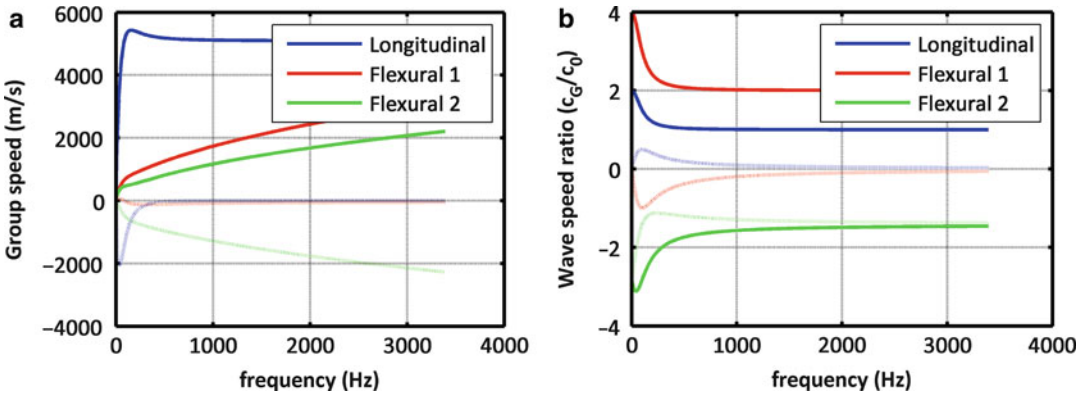 a
6000
4000
2000
0
−2000
−4000
Group speed (m/s)
Longitudinal
Flexural 1
Flexural 2
0 1000 2000 3000 4000
frequency (Hz)
b
4
2
0
−2
−4
Wave speed ratio (cG/c0)
Longitudinal
Flexural 1
Flexural 2
0 1000 2000 3000 4000
frequency (Hz)